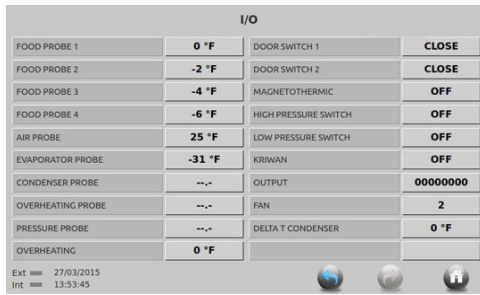 I/O
FOOD PROBE 1 0 °F DOOR SWITCH 1 CLOSE
FOOD PROBE 2 -2 °F DOOR SWITCH 2 CLOSE
FOOD PROBE 3 -4 °F MAGNETOTHERMIC OFF
FOOD PROBE 4 -6 °F HIGH PRESSURE SWITCH OFF
AIR PROBE 25 °F LOW PRESSURE SWITCH OFF
EVAPORATOR PROBE -31 °F KRIWAN OFF
CONDENSER PROBE --.- OUTPUT 00000000
OVERHEATING PROBE --.- FAN 2
PRESSURE PROBE --.- DELTA T CONDENSER 0 °F
OVERHEATING 0 °F
Ext 27/03/2015
Int 13:53:45